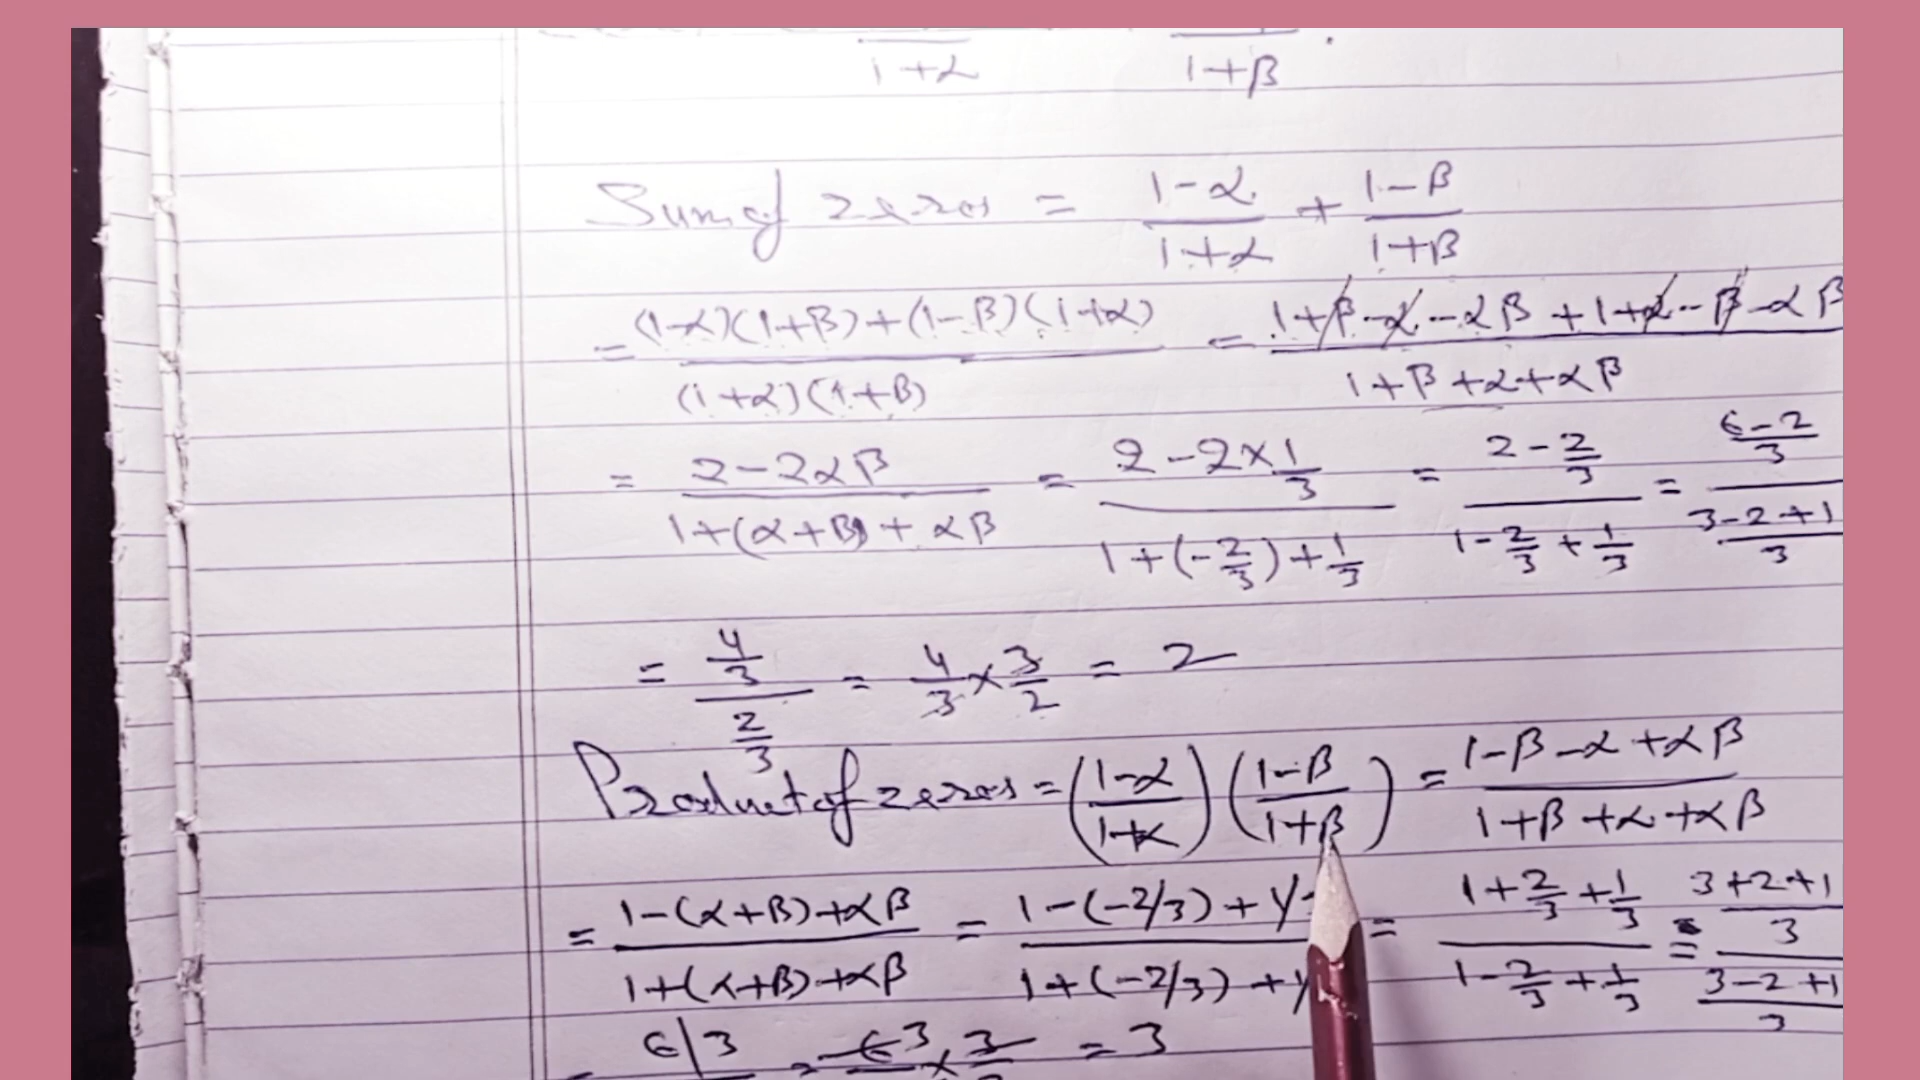 1+α 1+β
Sum of zeros = (1-α)/(1+α) + (1-β)/(1+β)
= ((1-α)(1+β)+(1-β)(1+α))/((1+α)(1+β)) = (1+β-α-αβ+1+α-β-αβ)/(1+β+α+αβ)
= (2-2αβ)/(1+(α+β)+αβ) = (2-2×1/3)/(1+(-2/3)+1/3) = (2-2/3)/(1-2/3+1/3) = ((6-2)/3)/((3-2+1)/3)
= (4/3)/(2/3) = 4/3 × 3/2 = 2
Product of zeros = ((1-α)/(1+α)) ((1-β)/(1+β)) = (1-β-α+αβ)/(1+β+α+αβ)
= (1-(α+β)+αβ)/(1+(α+β)+αβ) = (1-(-2/3)+1/)/(1+(-2/3)+1/) = (1+2/3+1/3)/(1-2/3+1/3) = ((3+2+1)/3)/((3-2+1)/3)
= 6/3 = 6/3 × 3 = 3